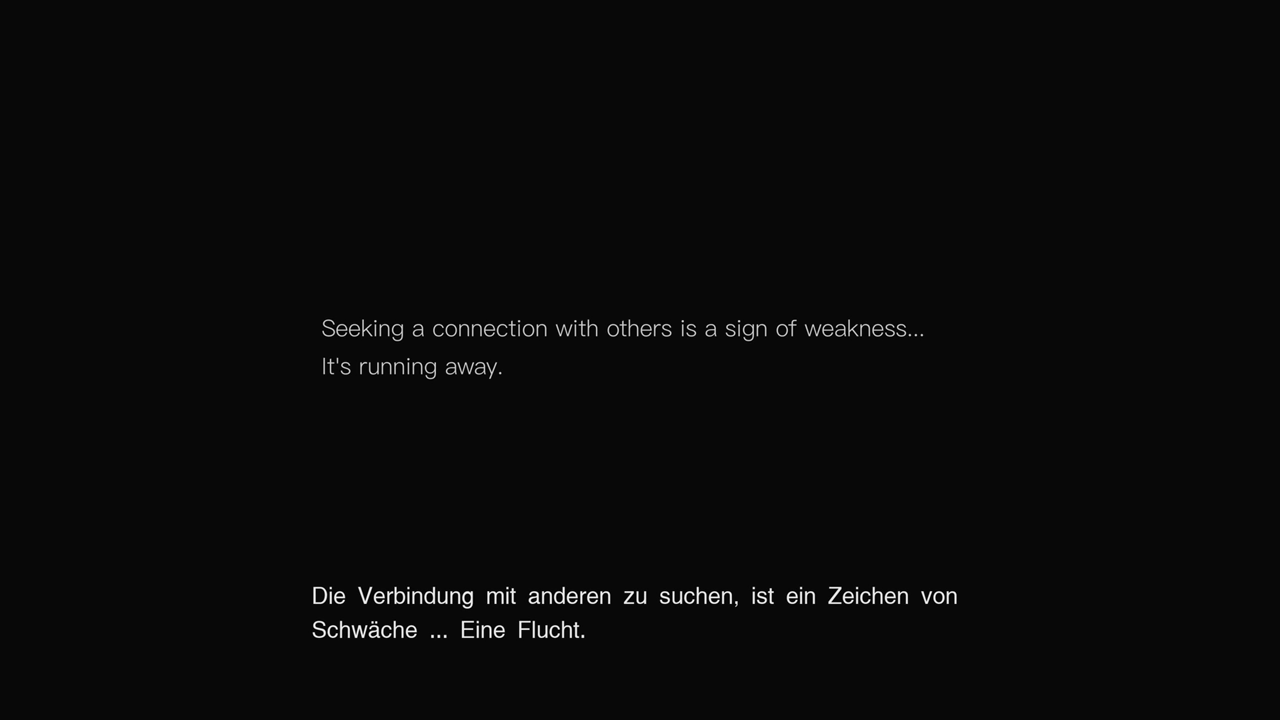 Seeking a connection with others is a sign of weakness...
It's running away.
Die Verbindung mit anderen zu suchen, ist ein Zeichen von
Schwäche ... Eine Flucht.